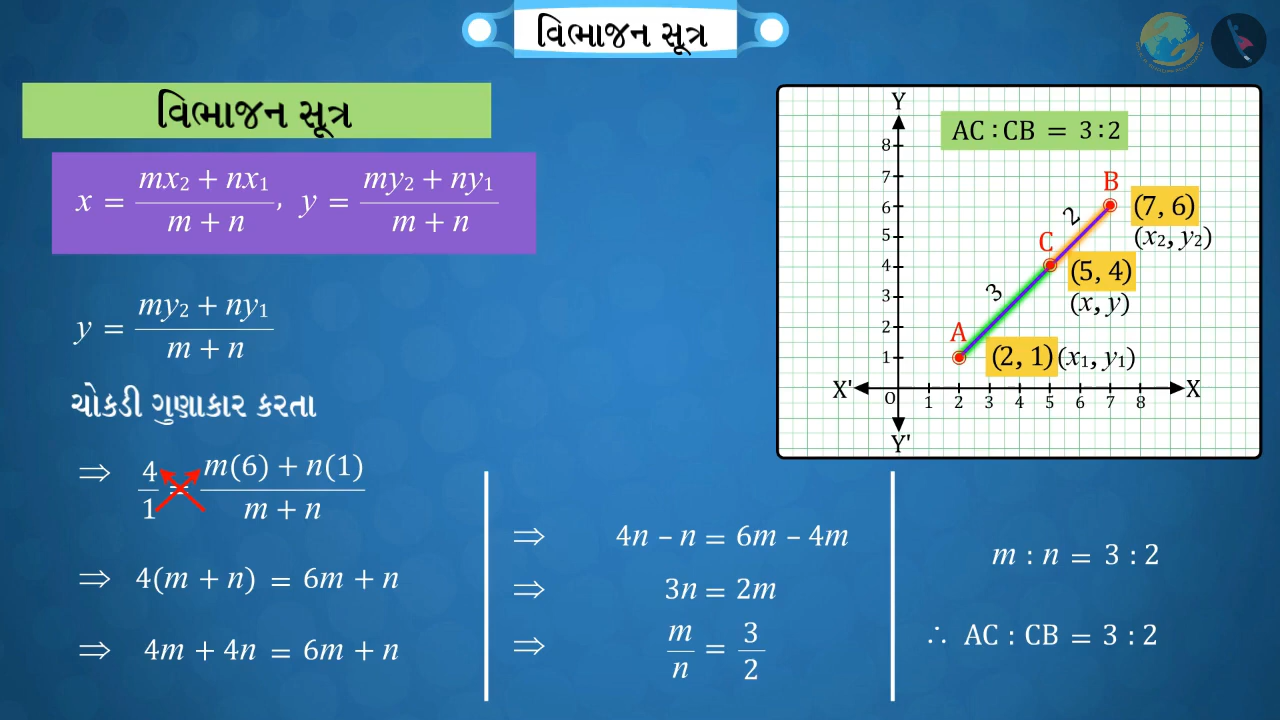 વિભાજન સૂત્ર
વિભાજન સૂત્ર
x = (mx₂ + nx₁)/(m + n), y = (my₂ + ny₁)/(m + n)
y = (my₂ + ny₁)/(m + n)
ચોકડી ગુણાકાર કરતા
⇒ 4/1 = (m(6) + n(1))/(m + n)
⇒ 4(m + n) = 6m + n
⇒ 4m + 4n = 6m + n
⇒ 4n – n = 6m – 4m
⇒ 3n = 2m
⇒ m/n = 3/2
m : n = 3 : 2
∴ AC : CB = 3 : 2
Y
AC : CB = 3 : 2
8
7
6
5
4
3
2
1
B
(7, 6)
(x₂, y₂)
2
C
(5, 4)
(x, y)
3
A
(2, 1) (x₁, y₁)
X' O 1 2 3 4 5 6 7 8 X
Y'